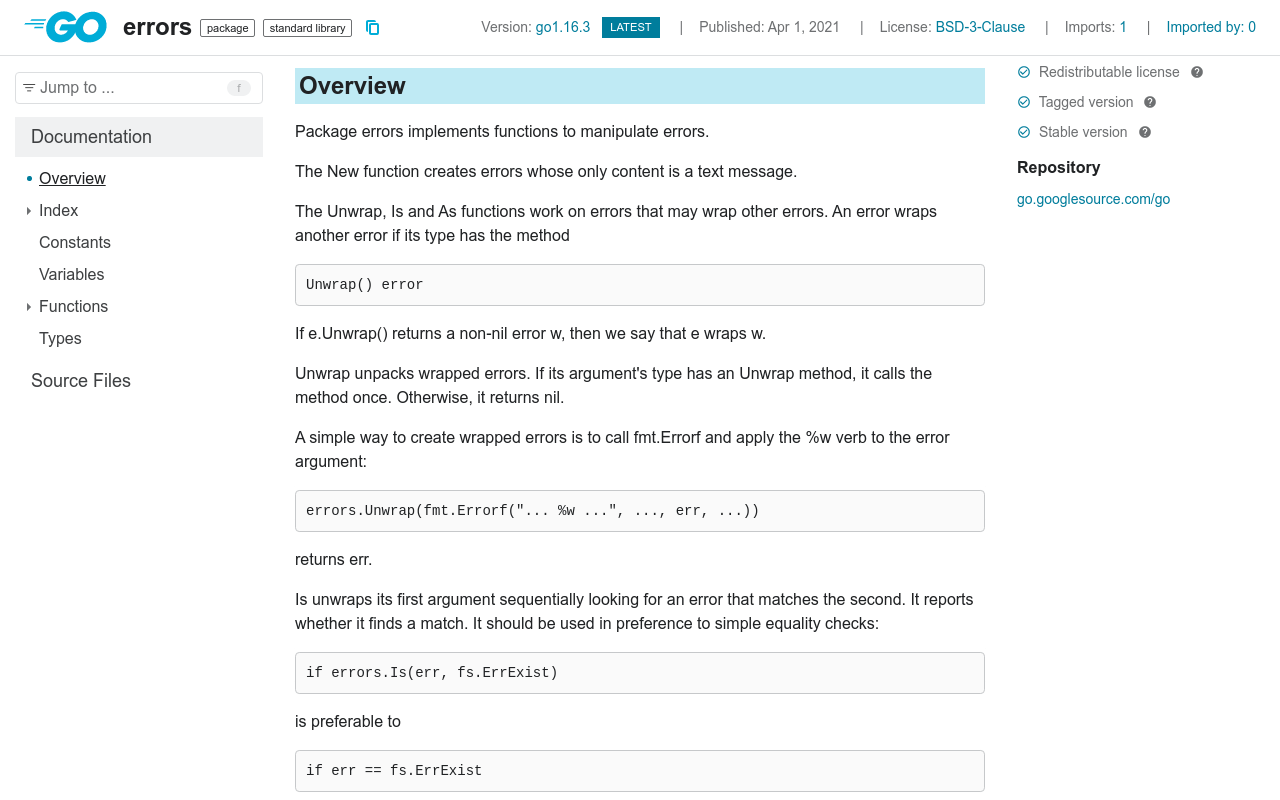 GO errors package standard library Version: go1.16.3 LATEST | Published: Apr 1, 2021 | License: BSD-3-Clause | Imports: 1 | Imported by: 0
Jump to ... f
Documentation
Overview
Index
Constants
Variables
Functions
Types
Source Files
Overview
Package errors implements functions to manipulate errors.
The New function creates errors whose only content is a text message.
The Unwrap, Is and As functions work on errors that may wrap other errors. An error wraps
another error if its type has the method
Unwrap() error
If e.Unwrap() returns a non-nil error w, then we say that e wraps w.
Unwrap unpacks wrapped errors. If its argument's type has an Unwrap method, it calls the
method once. Otherwise, it returns nil.
A simple way to create wrapped errors is to call fmt.Errorf and apply the %w verb to the error
argument:
errors.Unwrap(fmt.Errorf("... %w ...", ..., err, ...))
returns err.
Is unwraps its first argument sequentially looking for an error that matches the second. It reports
whether it finds a match. It should be used in preference to simple equality checks:
if errors.Is(err, fs.ErrExist)
is preferable to
if err == fs.ErrExist
Redistributable license ?
Tagged version ?
Stable version ?
Repository
go.googlesource.com/go